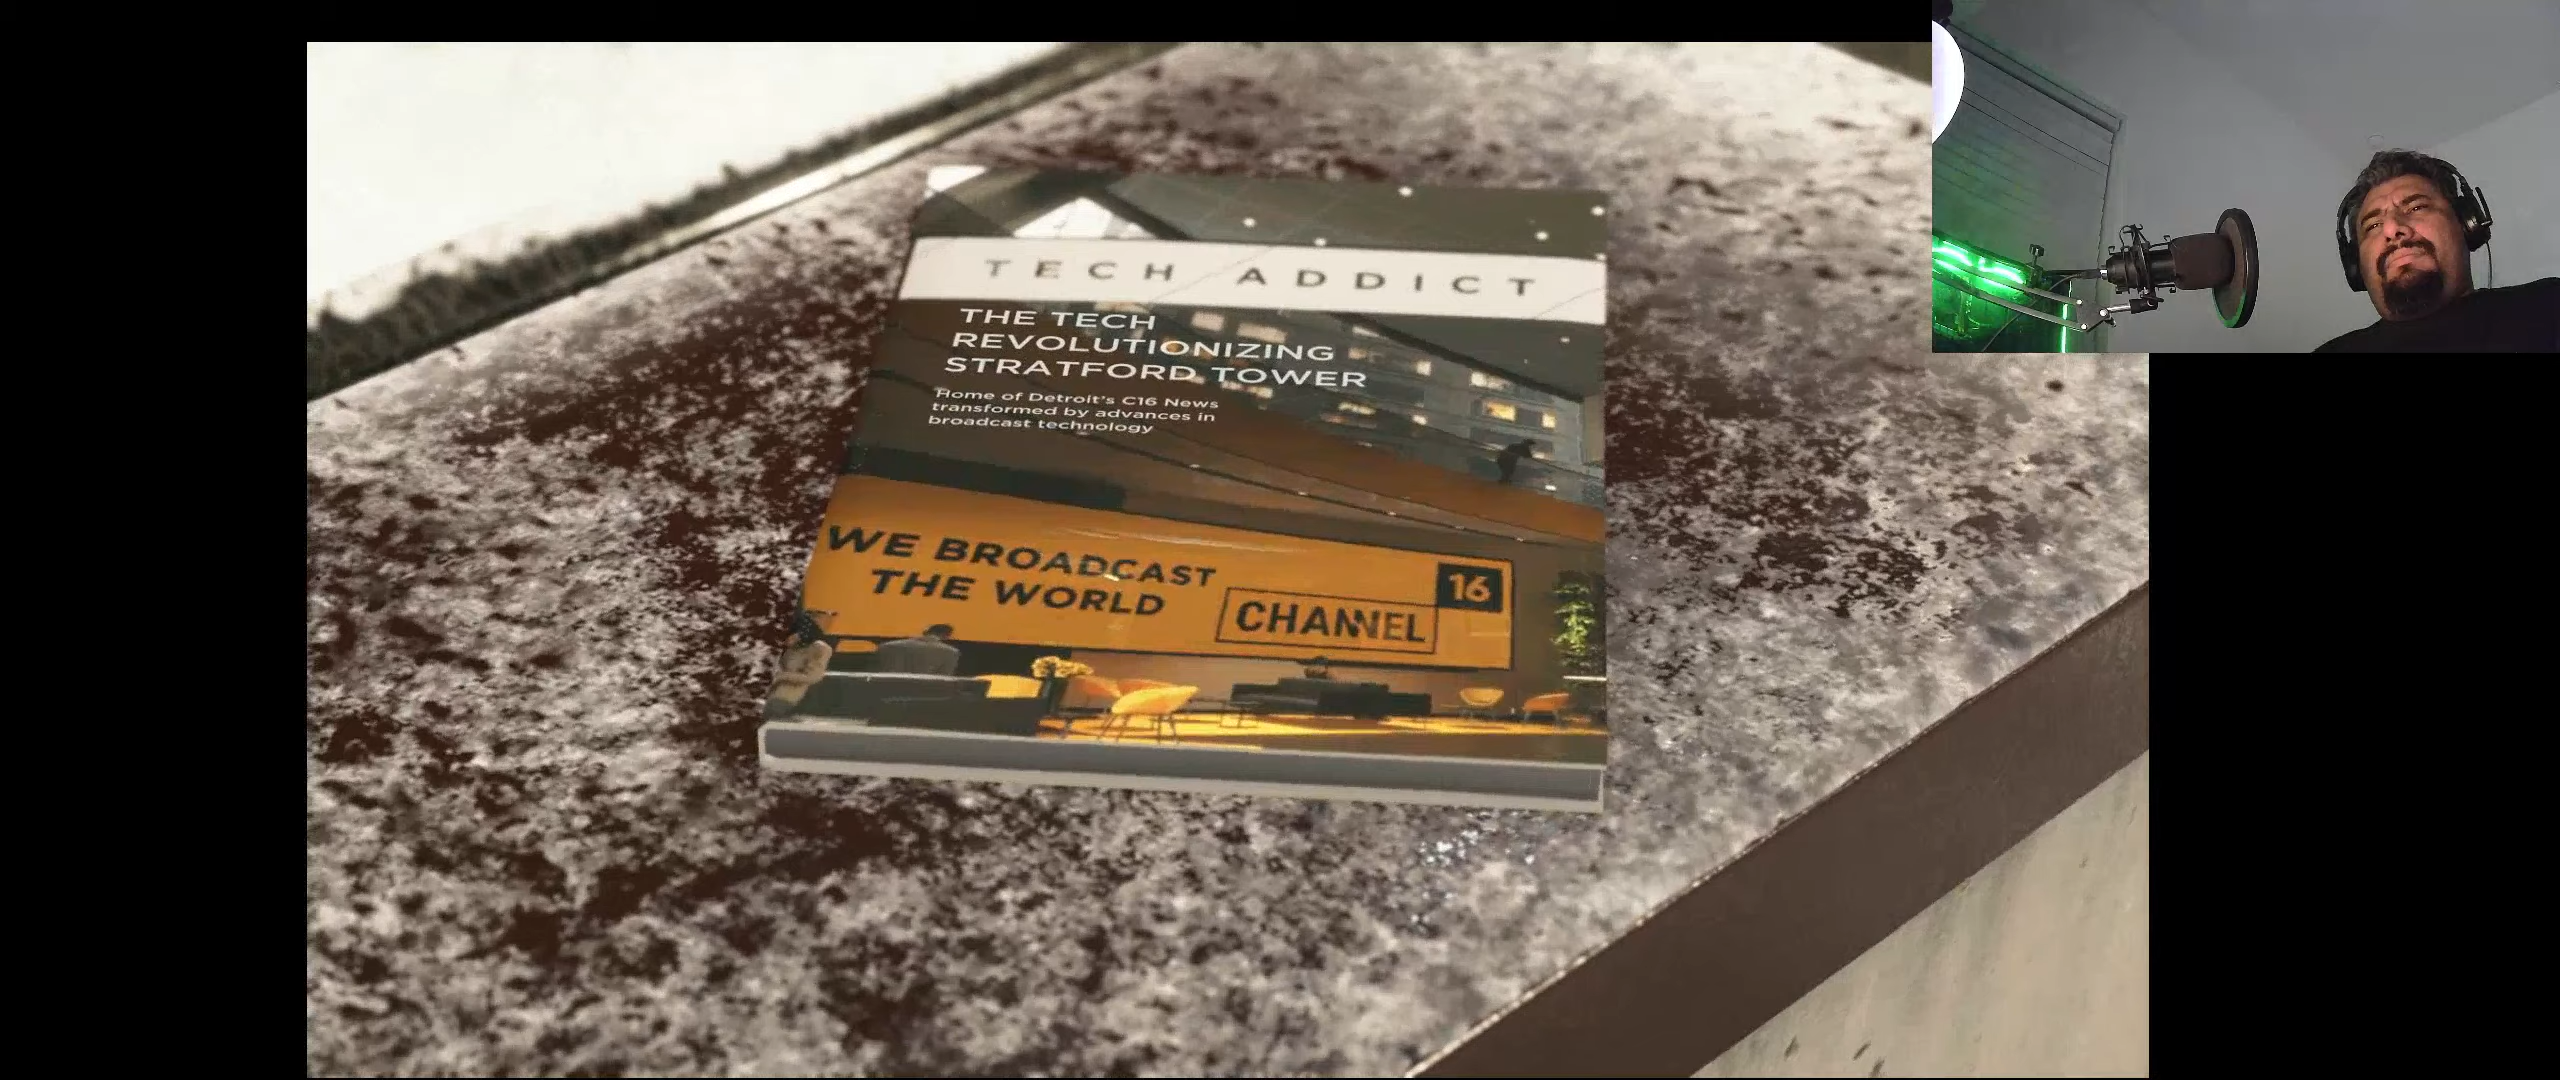 TECH ADDICT
THE TECH
REVOLUTIONIZING
STRATFORD TOWER
Home of Detroit's C16 News
transformed by advances in
broadcast technology
WE BROADCAST
THE WORLD
16
CHANNEL